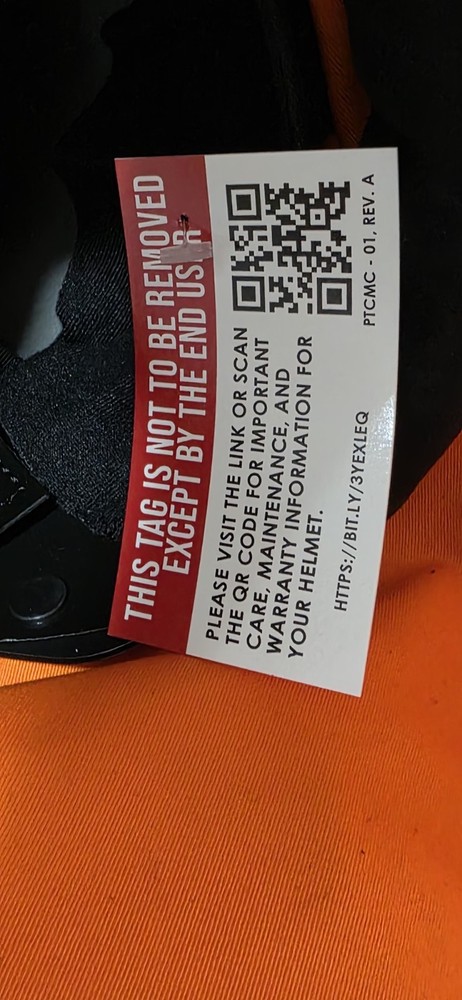 THIS TAG IS NOT TO BE REMOVED
EXCEPT BY THE END USER
PLEASE VISIT THE LINK OR SCAN
THE QR CODE FOR IMPORTANT
CARE, MAINTENANCE, AND
WARRANTY INFORMATION FOR
YOUR HELMET.
HTTPS://BIT.LY/3YEXLEQ
PTCMC - 01, REV. A